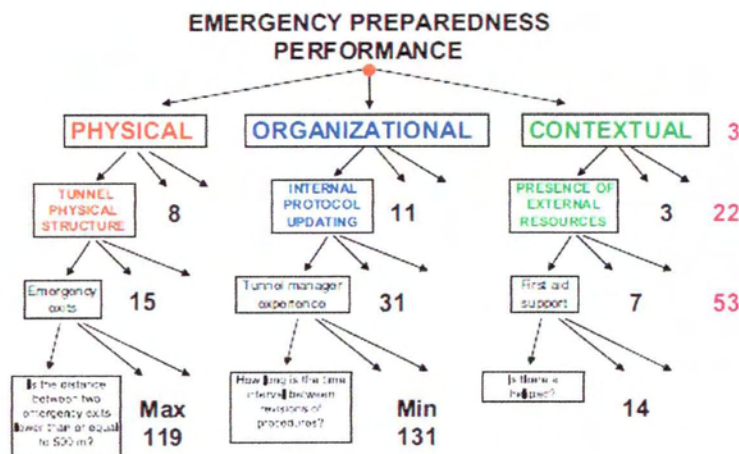 EMERGENCY PREPAREDNESS
PERFORMANCE
PHYSICAL
ORGANIZATIONAL
CONTEXTUAL
3
TUNNEL
PHYSICAL
STRUCTURE
8
INTERNAL
PROTOCOL
UPDATING
11
PRESENCE OF
EXTERNAL
RESOURCES
3
22
Emergency
exits
15
Tunnel manager
experience
31
First aid
support
7
53
Is the distance
between two
emergency exits
lower than or equal
to 500 m?
Max
119
How long is the time
interval between
revisions of
procedures?
Min
131
Is there a
helipad?
14